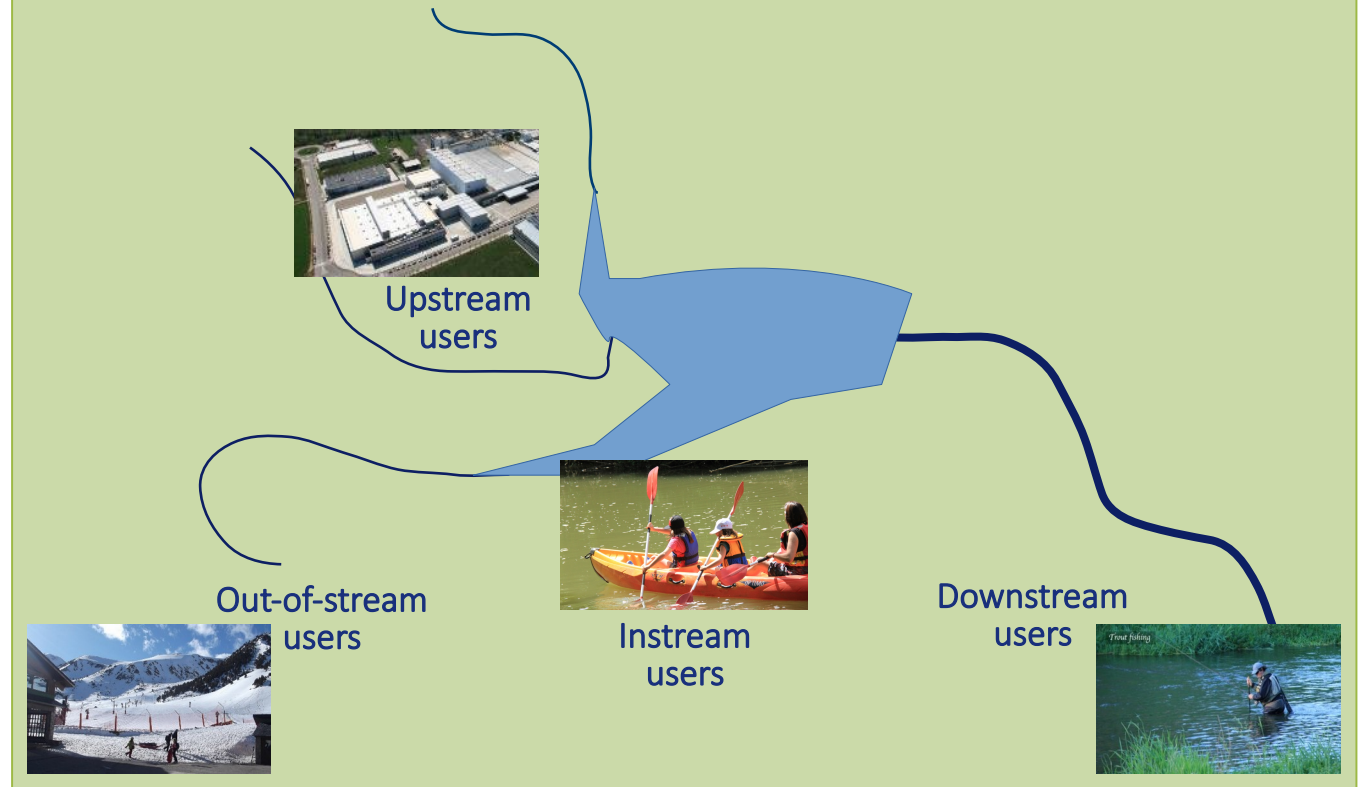 Upstream
users
Out-of-stream
users
Instream
users
Downstream
users
Trout fishing